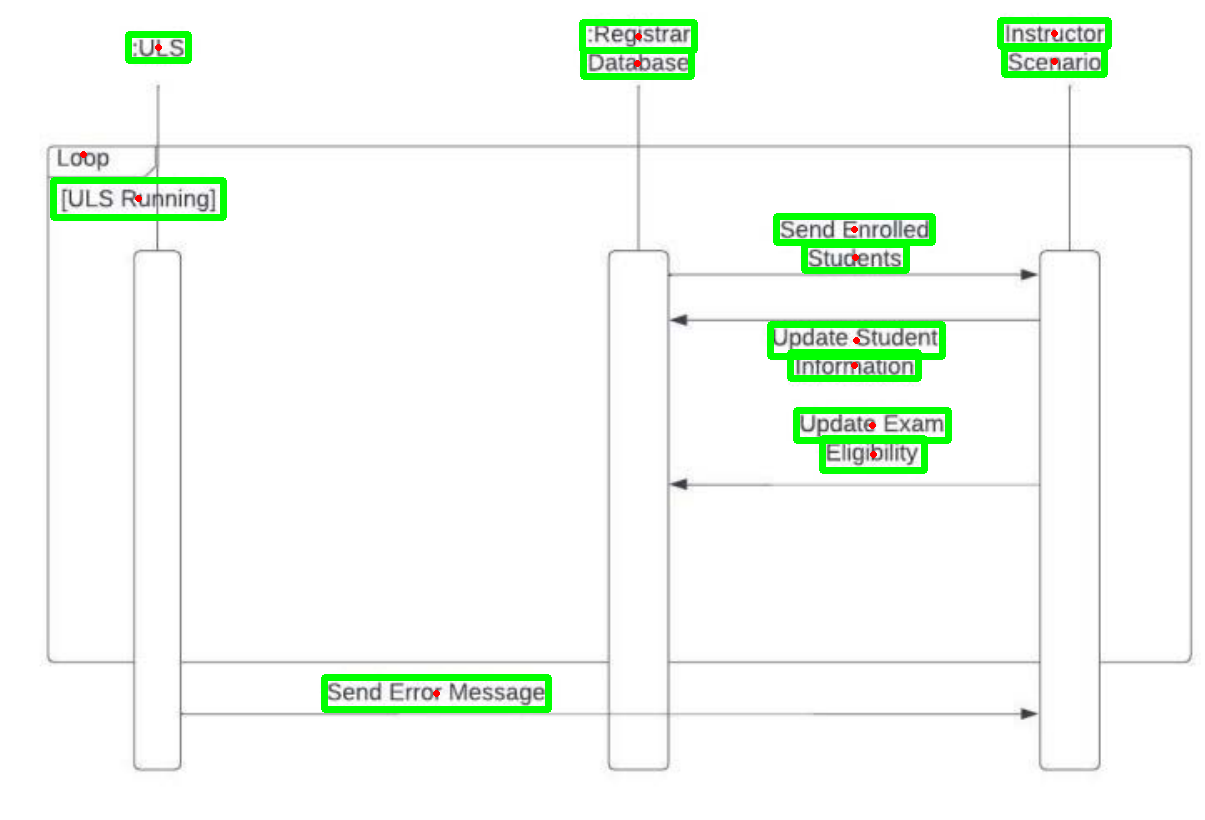 :ULS
:Registrar
Database
Instructor
Scenario
Loop
[ULS Running]
Send Enrolled
Students
Update Student
Information
Update Exam
Eligibility
Send Error Message